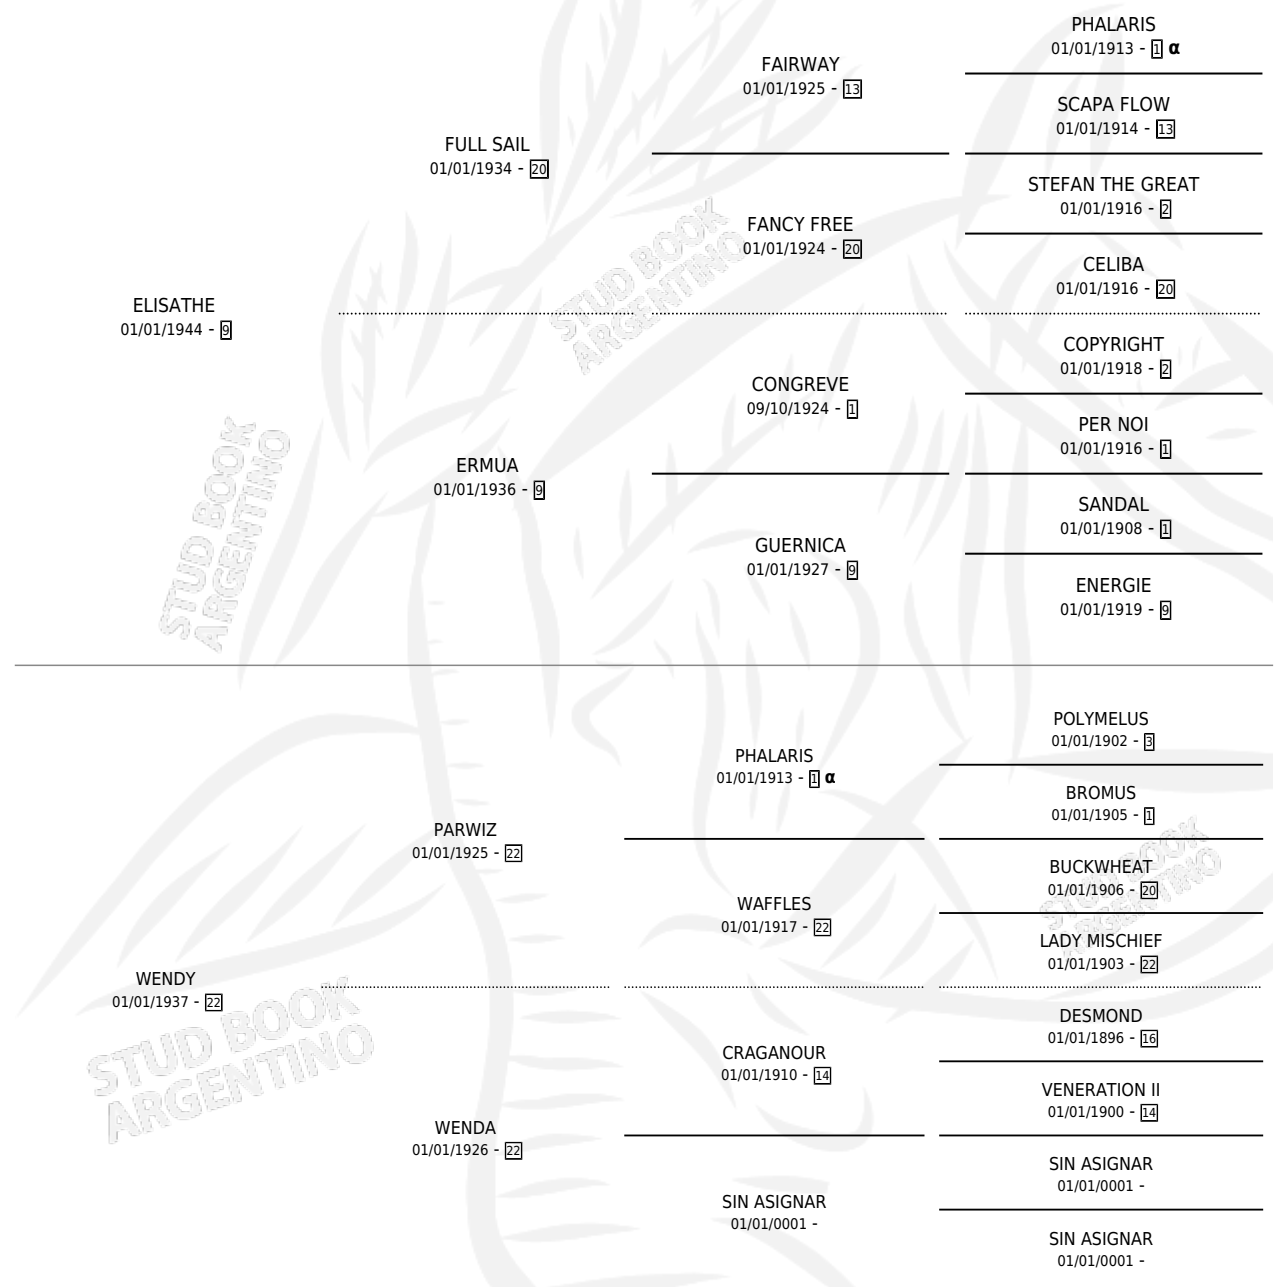 PHALARIS
01/01/1913 - 1 α
FAIRWAY
01/01/1925 - 13
SCAPA FLOW
01/01/1914 - 13
FULL SAIL
01/01/1934 - 20
STEFAN THE GREAT
01/01/1916 - 2
FANCY FREE
01/01/1924 - 20
CELIBA
01/01/1916 - 20
ELISATHE
01/01/1944 - 9
COPYRIGHT
01/01/1918 - 2
CONGREVE
09/10/1924 - 1
PER NOI
01/01/1916 - 1
ERMUA
01/01/1936 - 9
SANDAL
01/01/1908 - 1
GUERNICA
01/01/1927 - 9
ENERGIE
01/01/1919 - 9
POLYMELUS
01/01/1902 - 3
PHALARIS
01/01/1913 - 1 α
BROMUS
01/01/1905 - 1
PARWIZ
01/01/1925 - 22
BUCKWHEAT
01/01/1906 - 20
WAFFLES
01/01/1917 - 22
LADY MISCHIEF
01/01/1903 - 22
WENDY
01/01/1937 - 22
DESMOND
01/01/1896 - 16
CRAGANOUR
01/01/1910 - 14
VENERATION II
01/01/1900 - 14
WENDA
01/01/1926 - 22
SIN ASIGNAR
01/01/0001 -
SIN ASIGNAR
01/01/0001 -
SIN ASIGNAR
01/01/0001 -
STUD BOOK
ARGENTINO
STUD BOOK
ARGENTINO
STUD BOOK
ARGENTINO
STUD BOOK
ARGENTINO